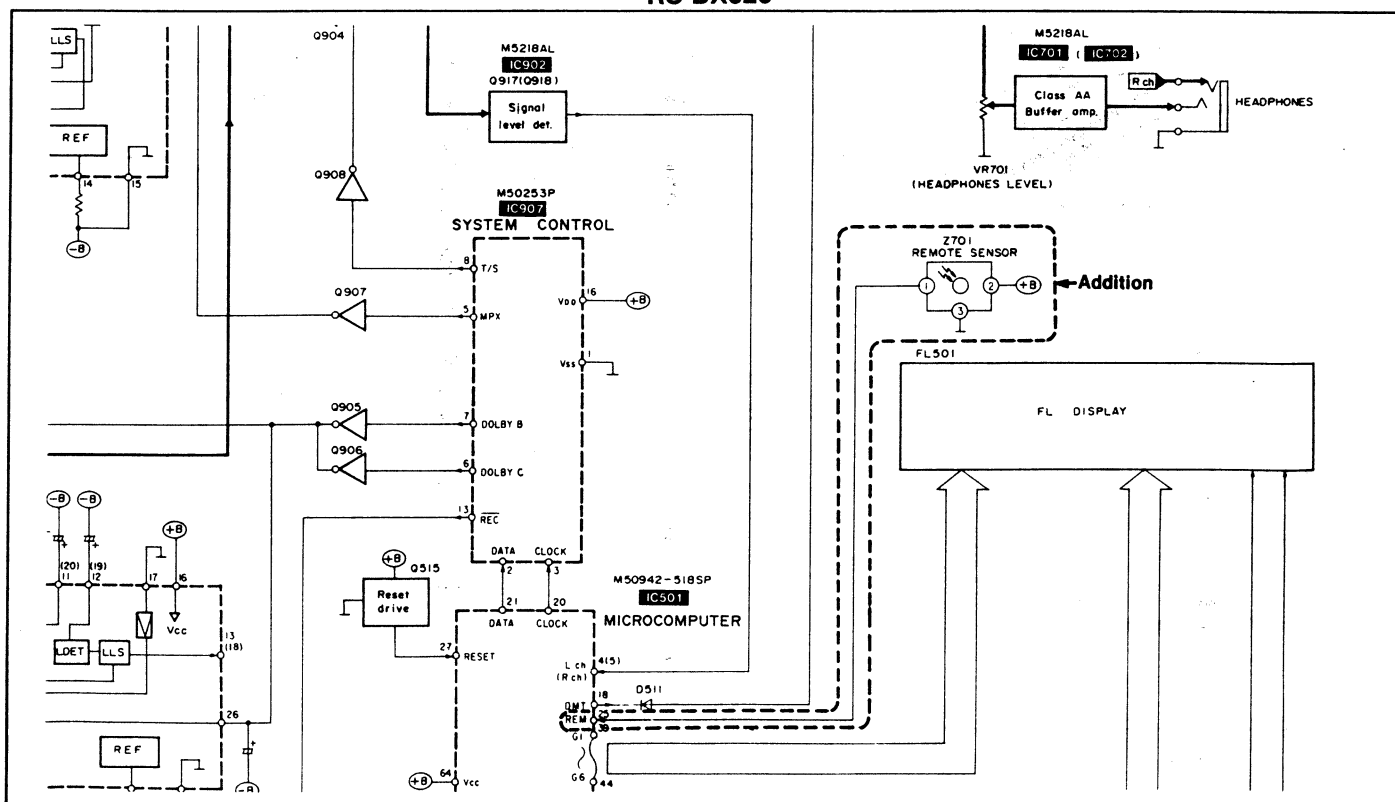 Q904
M5218AL
IC902
Q917(Q918)
Signal
level det.
M5218AL
IC701 ( IC702 )
Class AA
Buffer amp.
R ch
HEADPHONES
VR701
(HEADPHONES LEVEL)
LLS
REF
14
15
-B
Q908
M50253P
IC907
SYSTEM CONTROL
8
T/S
Q907
5
MPX
16
VDD
+B
1
Vss
Q905
7
DOLBY B
Q906
6
DOLBY C
13
REC
DATA
CLOCK
2
3
Z701
REMOTE SENSOR
1
2
3
+B
Addition
FL501
FL DISPLAY
-B
-B
+B
(20)
11
(19)
12
17
16
Vcc
LDET
LLS
13
(18)
26
REF
-B
+B
Q515
Reset
drive
21
20
DATA
CLOCK
M50942-518SP
IC501
MICROCOMPUTER
27
RESET
L ch
(R ch)
4(5)
18
D511
REM
25
39
G1
G6
44
+B
64
Vcc